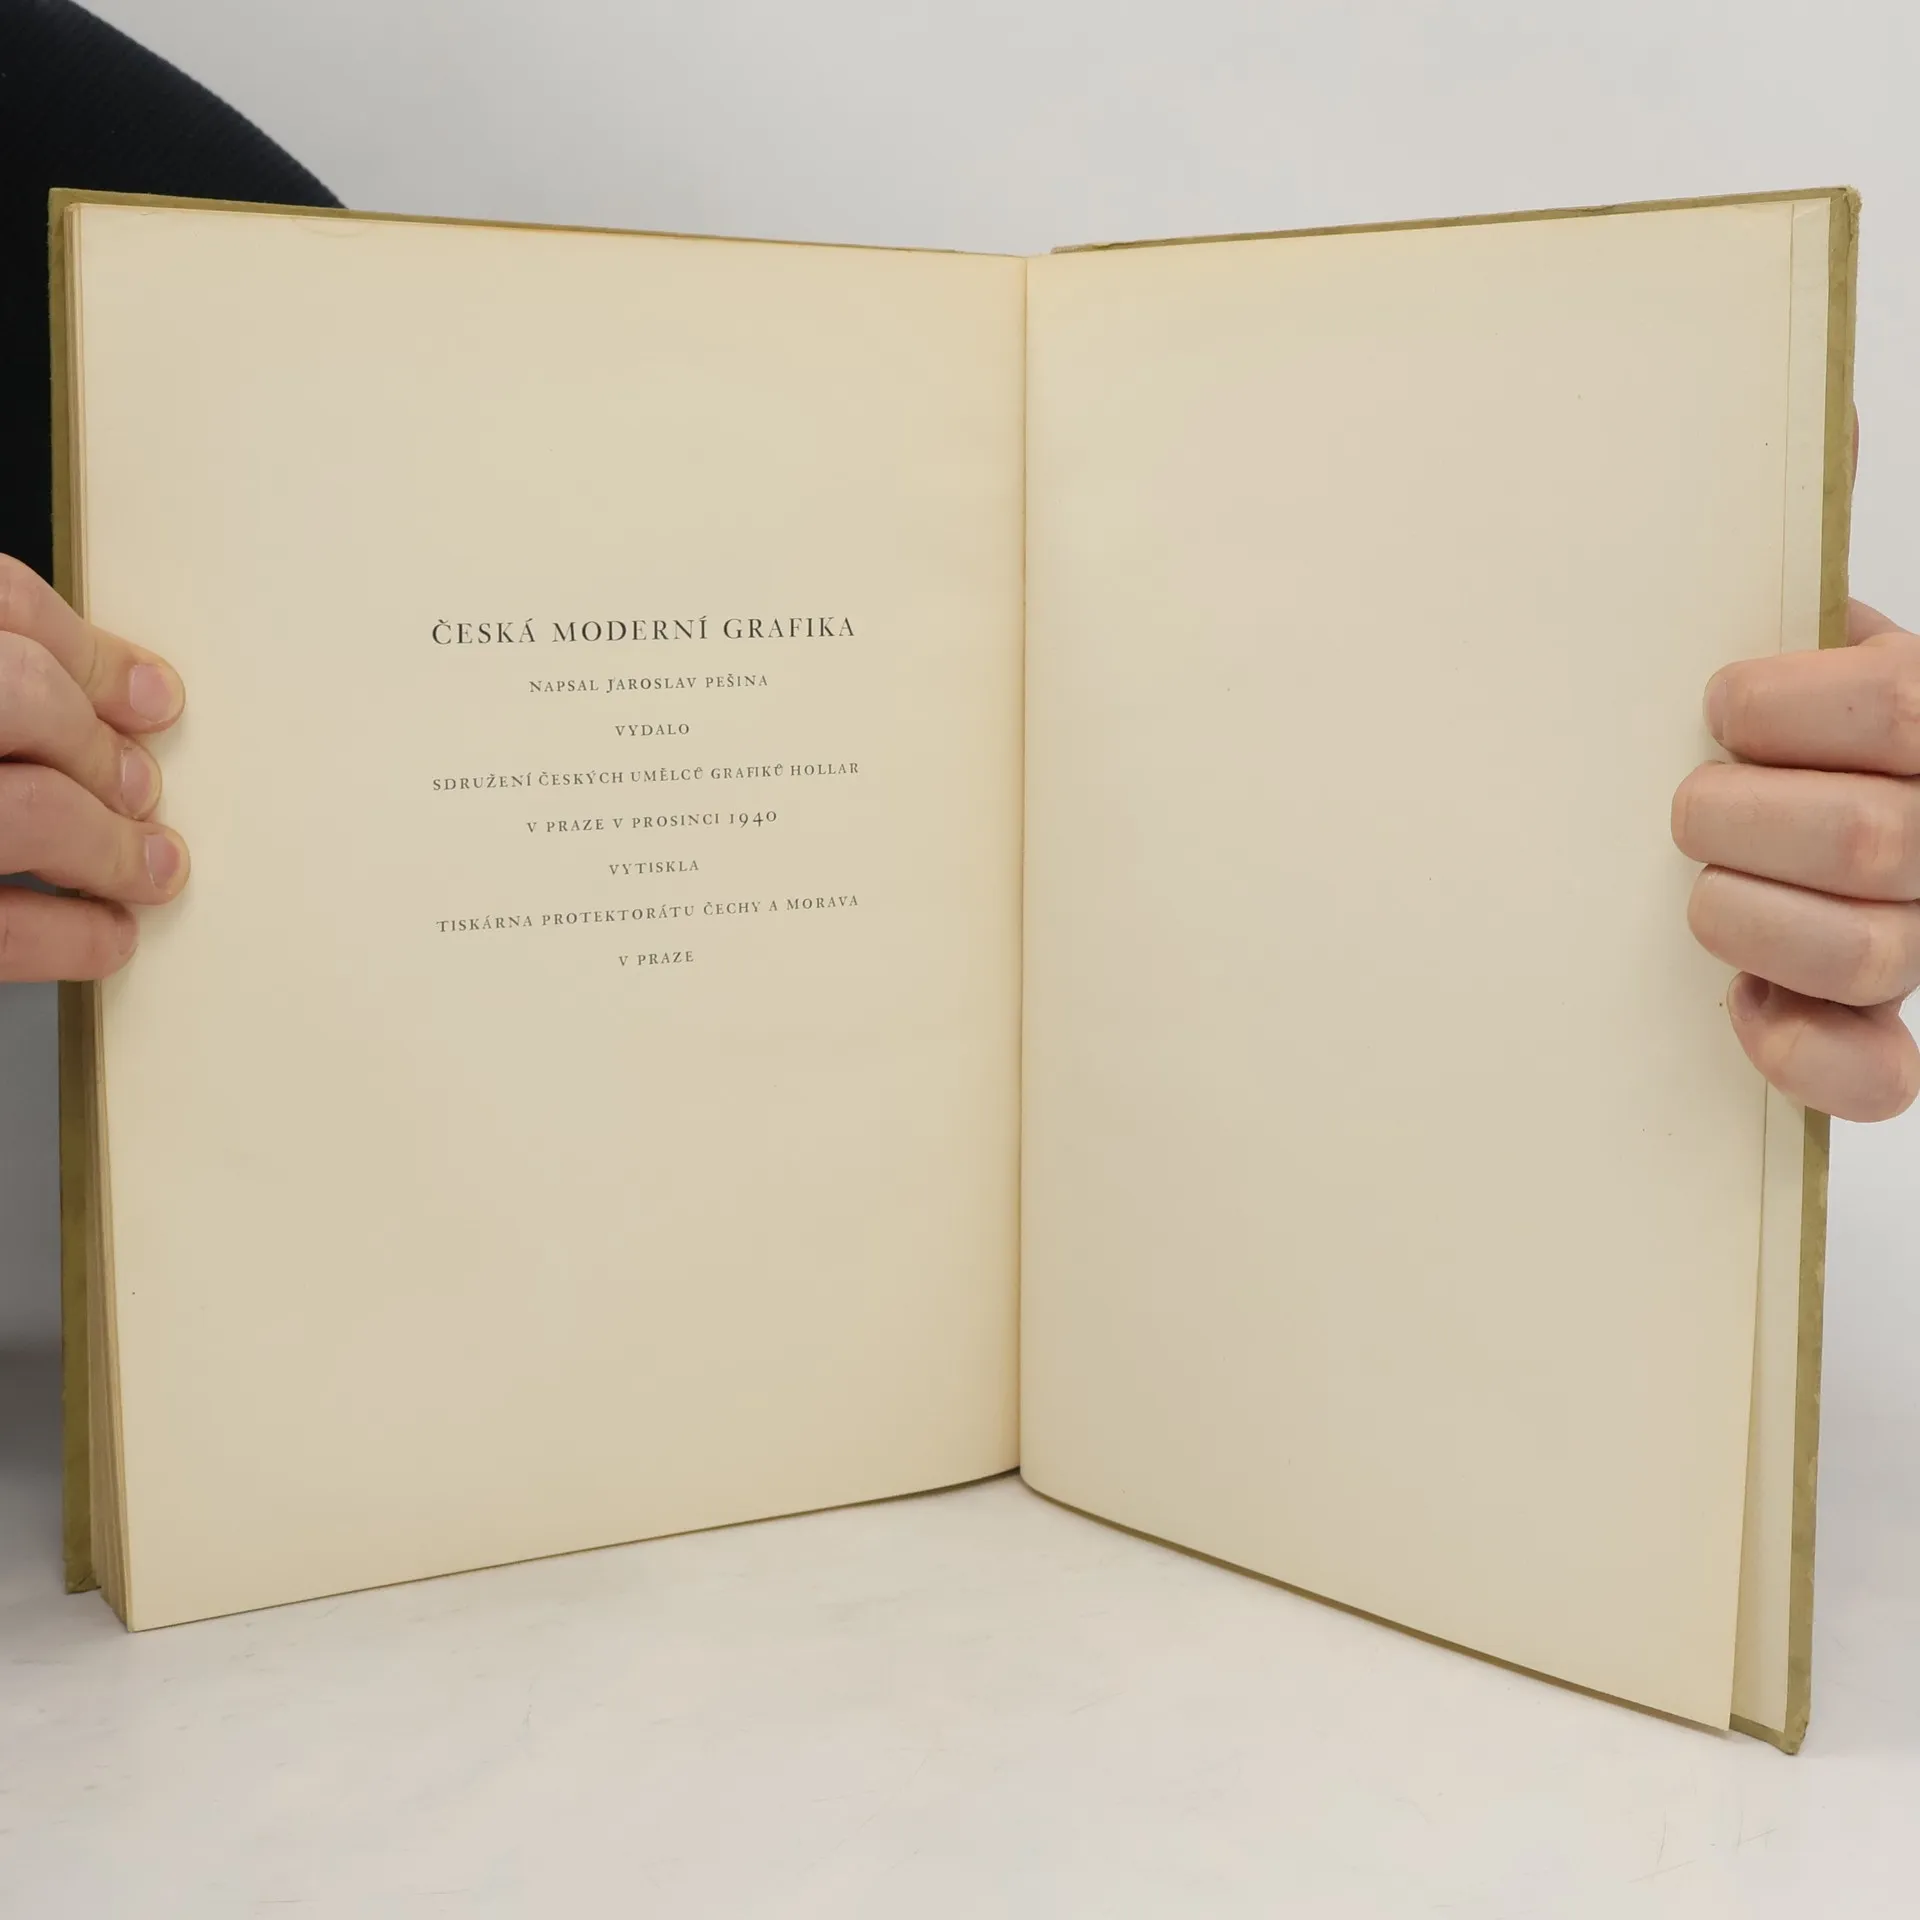 ČESKÁ MODERNÍ GRAFIKA
NAPSAL JAROSLAV PEŠINA
VYDALO
SDRUŽENÍ ČESKÝCH UMĚLCŮ GRAFIKŮ HOLLAR
V PRAZE V PROSINCI 1940
VYTISKLA
TISKÁRNA PROTEKTORÁTU ČECHY A MORAVA
V PRAZE